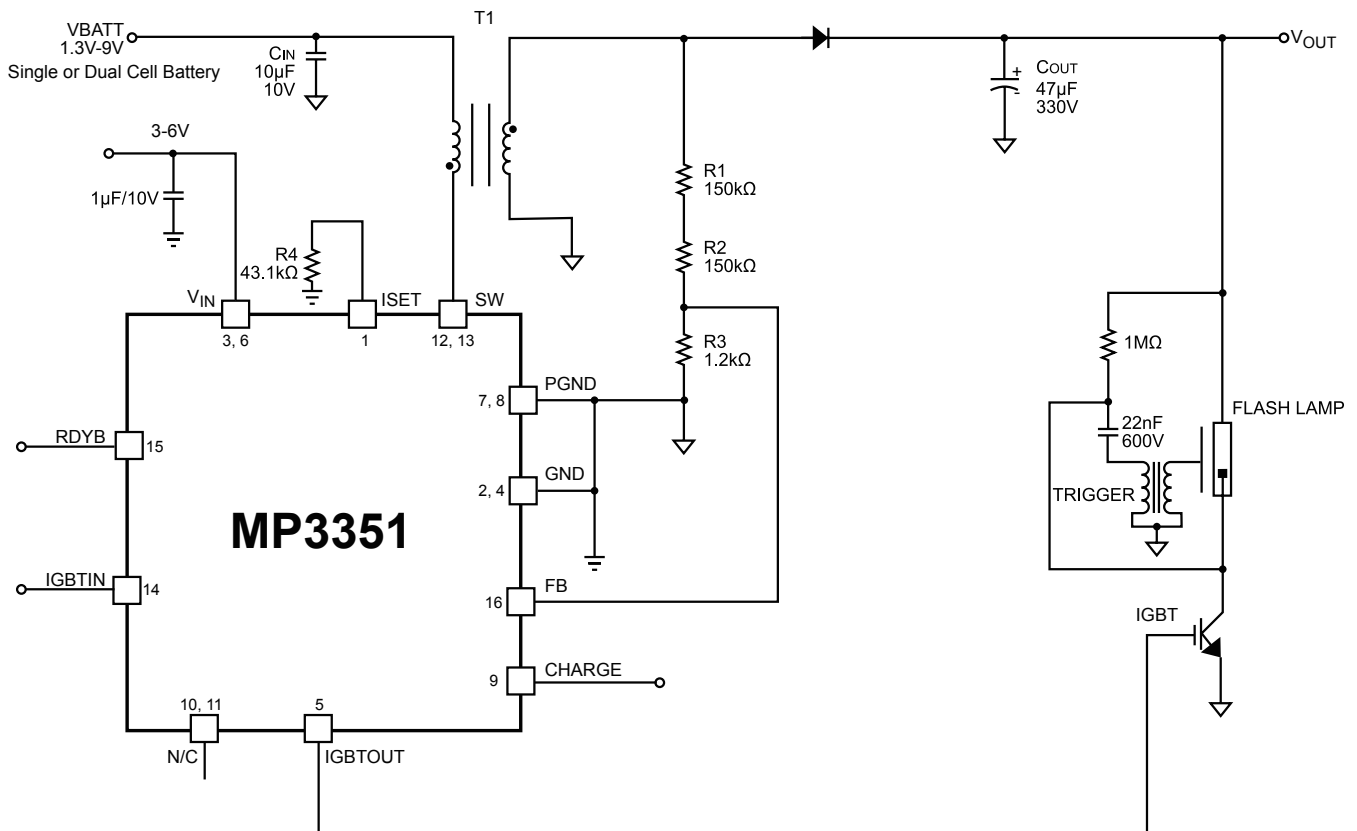 T1
VBATT
1.3V-9V
Single or Dual Cell Battery
CIN
10µF
10V
VOUT
+
COUT
-
47µF
330V
3-6V
1µF/10V
R1
150kΩ
R2
150kΩ
R4
43.1kΩ
VIN
ISET
SW
3, 6
1
12, 13
R3
1.2kΩ
1MΩ
PGND
7, 8
FLASH LAMP
22nF
600V
RDYB
15
GND
2, 4
TRIGGER
MP3351
IGBTIN
14
FB
16
IGBT
CHARGE
9
10, 11
5
N/C
IGBTOUT